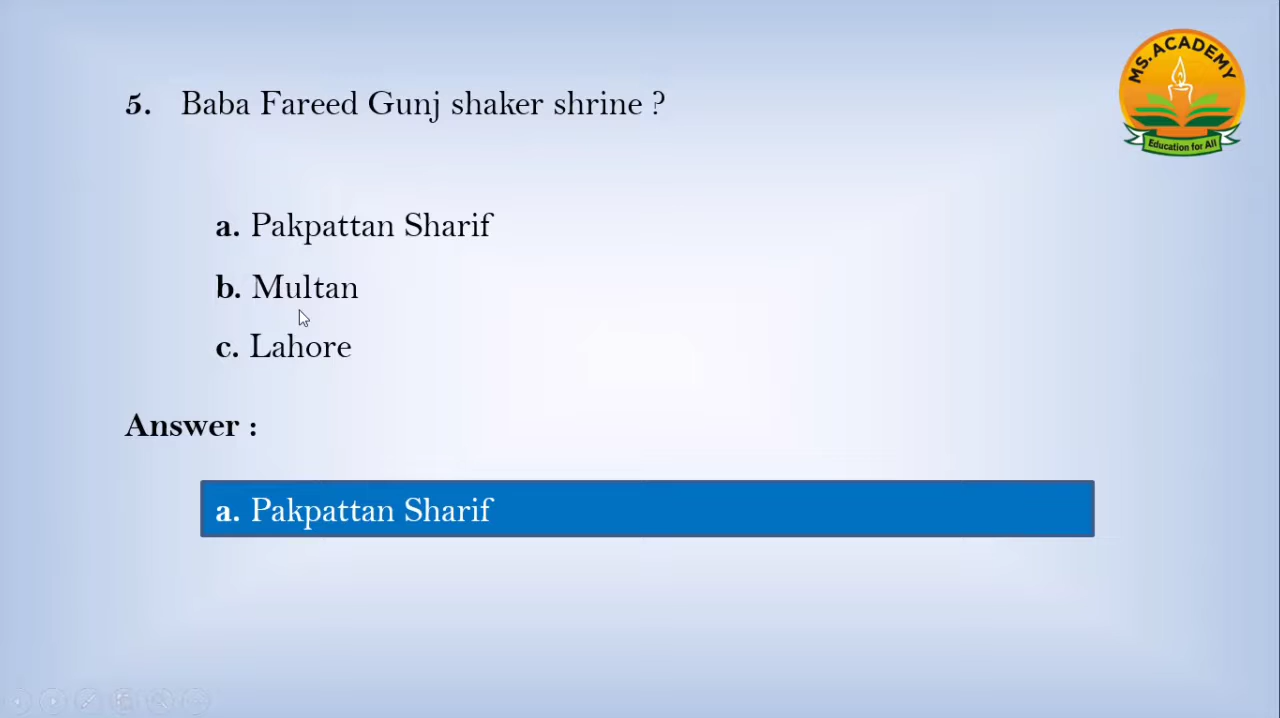 5. Baba Fareed Gunj shaker shrine ?
MS.ACADEMY
Education for All
a. Pakpattan Sharif
b. Multan
c. Lahore
Answer :
a. Pakpattan Sharif